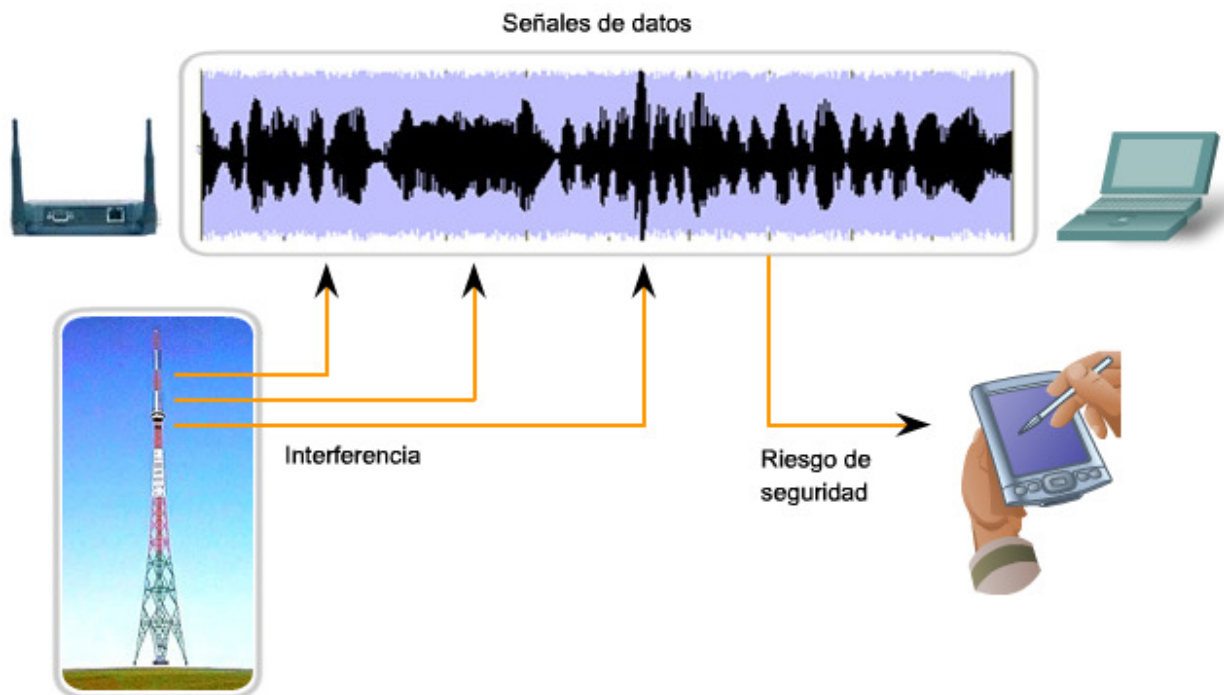 Señales de datos
Interferencia
Riesgo de
seguridad